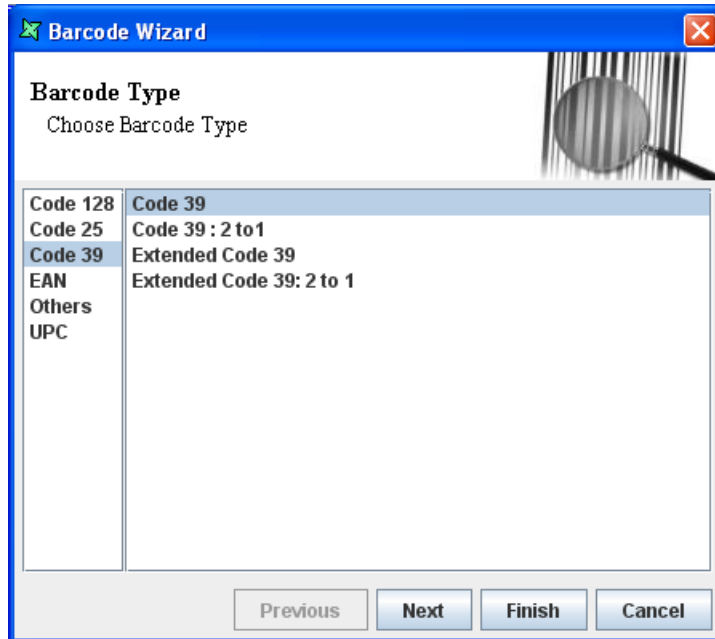 Barcode Wizard
Barcode Type
Choose Barcode Type
Code 128
Code 25
Code 39
EAN
Others
UPC
Code 39
Code 39 : 2 to1
Extended Code 39
Extended Code 39: 2 to 1
Previous
Next
Finish
Cancel